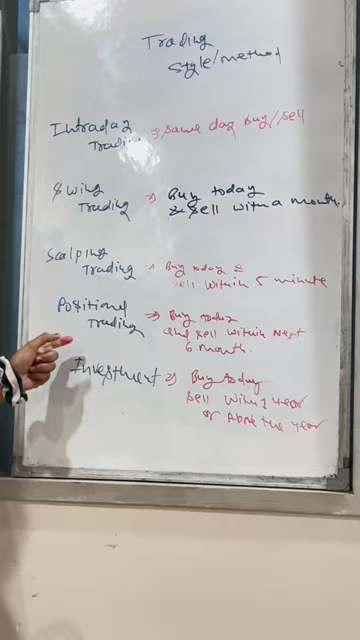 Trading
Style/method
Intraday
Trading
→ same day buy/sell
Swing
Trading
→ Buy today
& sell with a month.
Scalping
Trading
→ Buy today &
sell within 5 minute
Positional
Trading
→ Buy today
and sell within next
6 month.
Investment → Buy today
sell with 1 year
or above the year